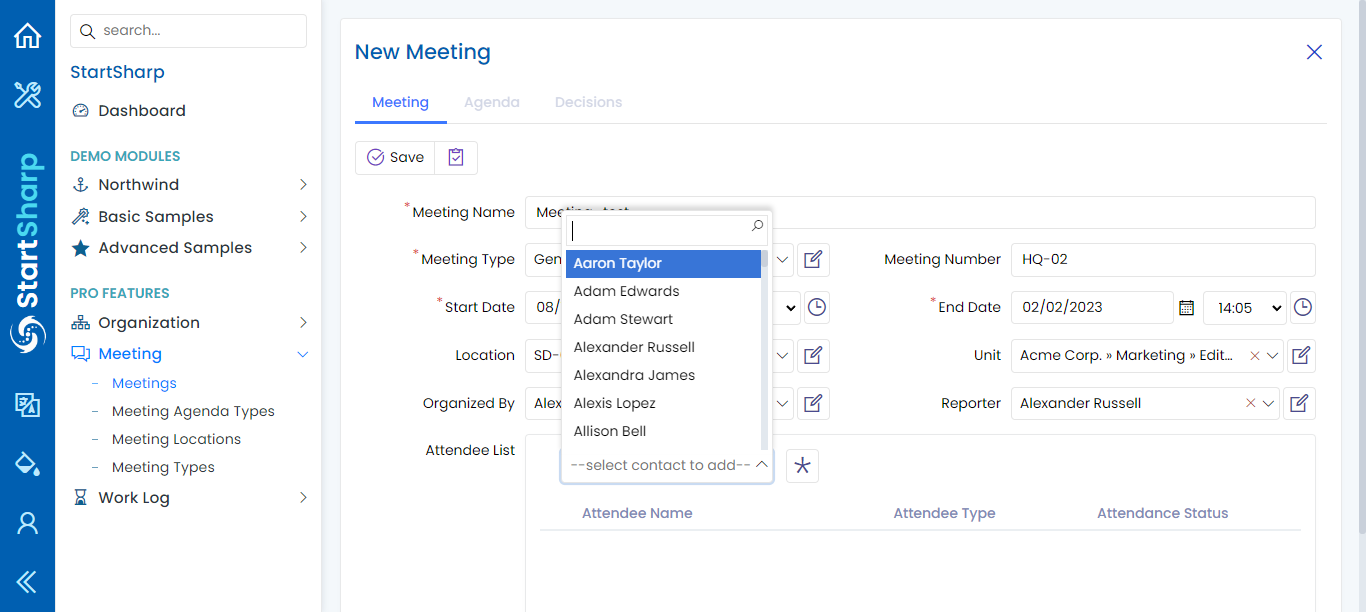 search...
StartSharp
Dashboard
DEMO MODULES
Northwind
Basic Samples
Advanced Samples
PRO FEATURES
Organization
Meeting
- Meetings
- Meeting Agenda Types
- Meeting Locations
- Meeting Types
Work Log
StartSharp
New Meeting
Meeting Agenda Decisions
Save
*Meeting Name
*Meeting Type Meeting Number HQ-02
*Start Date 08/ *End Date 02/02/2023 14:05
Location SD- Unit Acme Corp. » Marketing » Edit...
Organized By Reporter Alexander Russell
Attendee List
Aaron Taylor
Adam Edwards
Adam Stewart
Alexander Russell
Alexandra James
Alexis Lopez
Allison Bell
--select contact to add--
Attendee Name Attendee Type Attendance Status